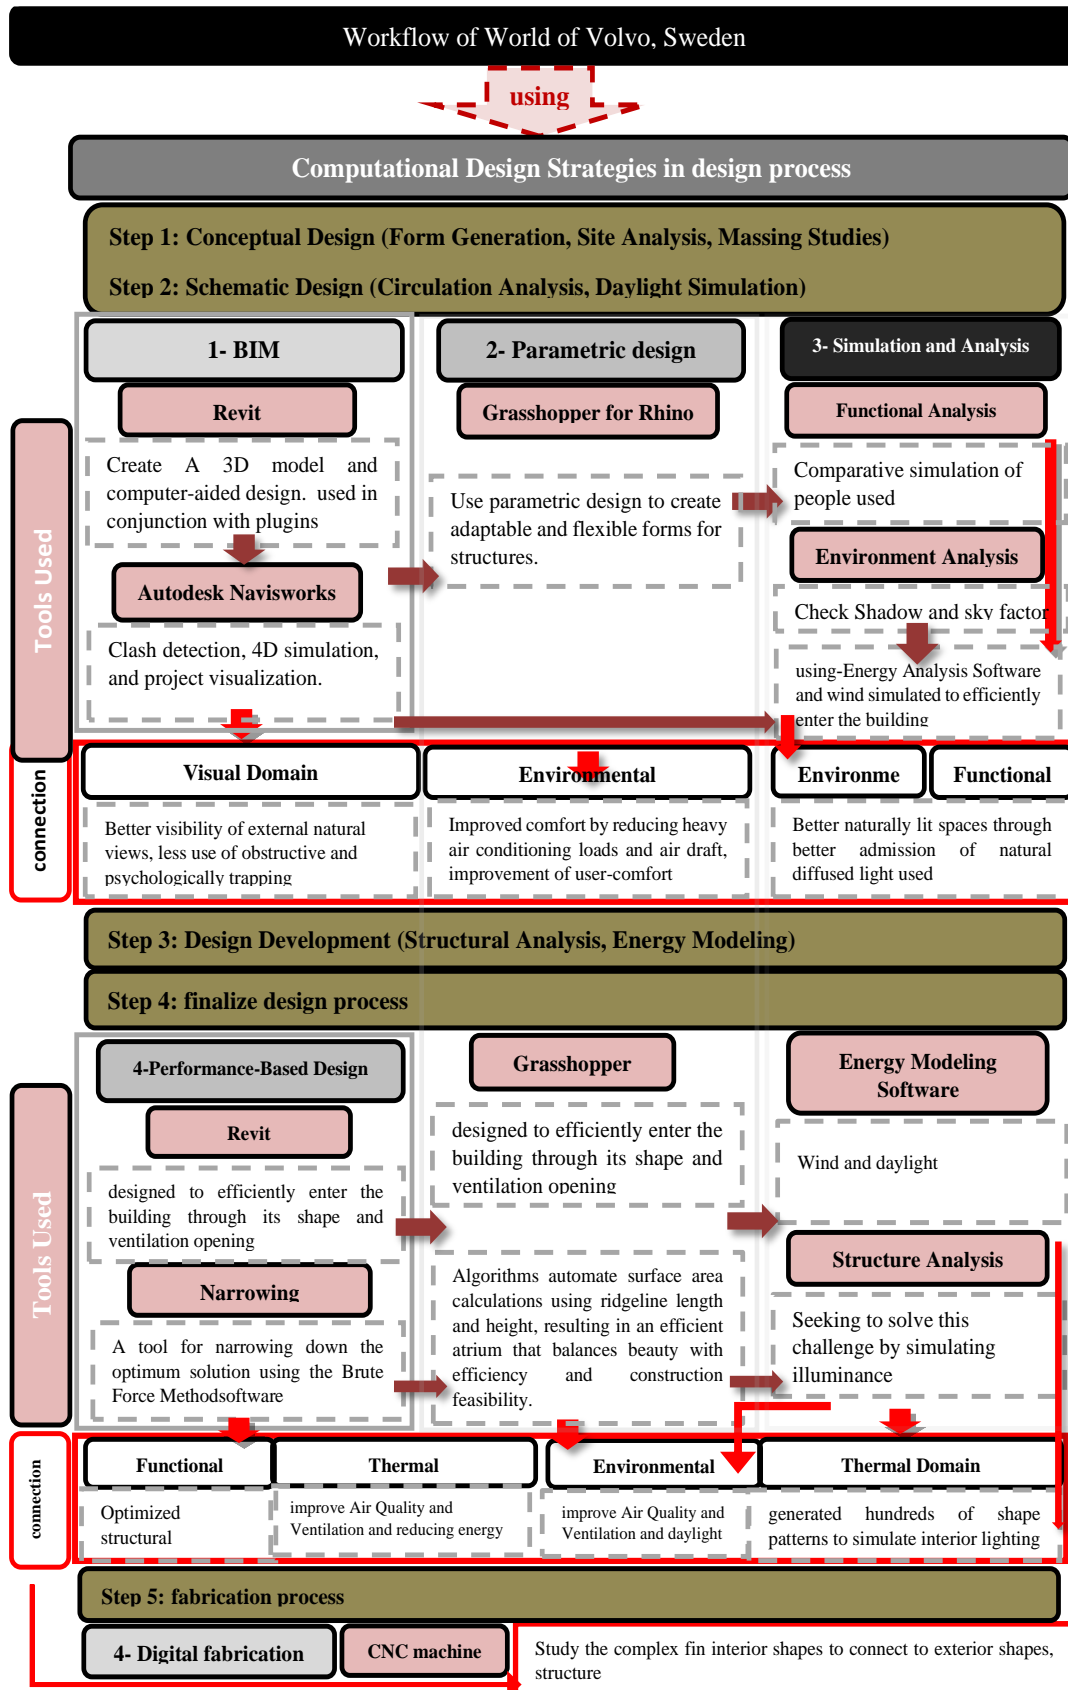 Workflow of World of Volvo, Sweden
using
Computational Design Strategies in design process
Step 1: Conceptual Design (Form Generation, Site Analysis, Massing Studies)
Step 2: Schematic Design (Circulation Analysis, Daylight Simulation)
Tools Used
1- BIM
Revit
Create A 3D model and
computer-aided design. used in
conjunction with plugins
Autodesk Navisworks
Clash detection, 4D simulation,
and project visualization.
2- Parametric design
Grasshopper for Rhino
Use parametric design to create
adaptable and flexible forms for
structures.
3- Simulation and Analysis
Functional Analysis
Comparative simulation of
people used
Environment Analysis
Check Shadow and sky factor
using-Energy Analysis Software
and wind simulated to efficiently
enter the building
connection
Visual Domain
Better visibility of external natural
views, less use of obstructive and
psychologically trapping
Environmental
Improved comfort by reducing heavy
air conditioning loads and air draft,
improvement of user-comfort
Environme
Functional
Better naturally lit spaces through
better admission of natural
diffused light used
Step 3: Design Development (Structural Analysis, Energy Modeling)
Step 4: finalize design process
Tools Used
4-Performance-Based Design
Revit
designed to efficiently enter the
building through its shape and
ventilation opening
Narrowing
A tool for narrowing down the
optimum solution using the Brute
Force Methodsoftware
Grasshopper
designed to efficiently enter the
building through its shape and
ventilation opening
Algorithms automate surface area
calculations using ridgeline length
and height, resulting in an efficient
atrium that balances beauty with
efficiency and construction
feasibility.
Energy Modeling
Software
Wind and daylight
Structure Analysis
Seeking to solve this
challenge by simulating
illuminance
connection
Functional
Optimized
structural
Thermal
improve Air Quality and
Ventilation and reducing energy
Environmental
improve Air Quality and
Ventilation and daylight
Thermal Domain
generated hundreds of shape
patterns to simulate interior lighting
Step 5: fabrication process
4- Digital fabrication
CNC machine
Study the complex fin interior shapes to connect to exterior shapes,
structure